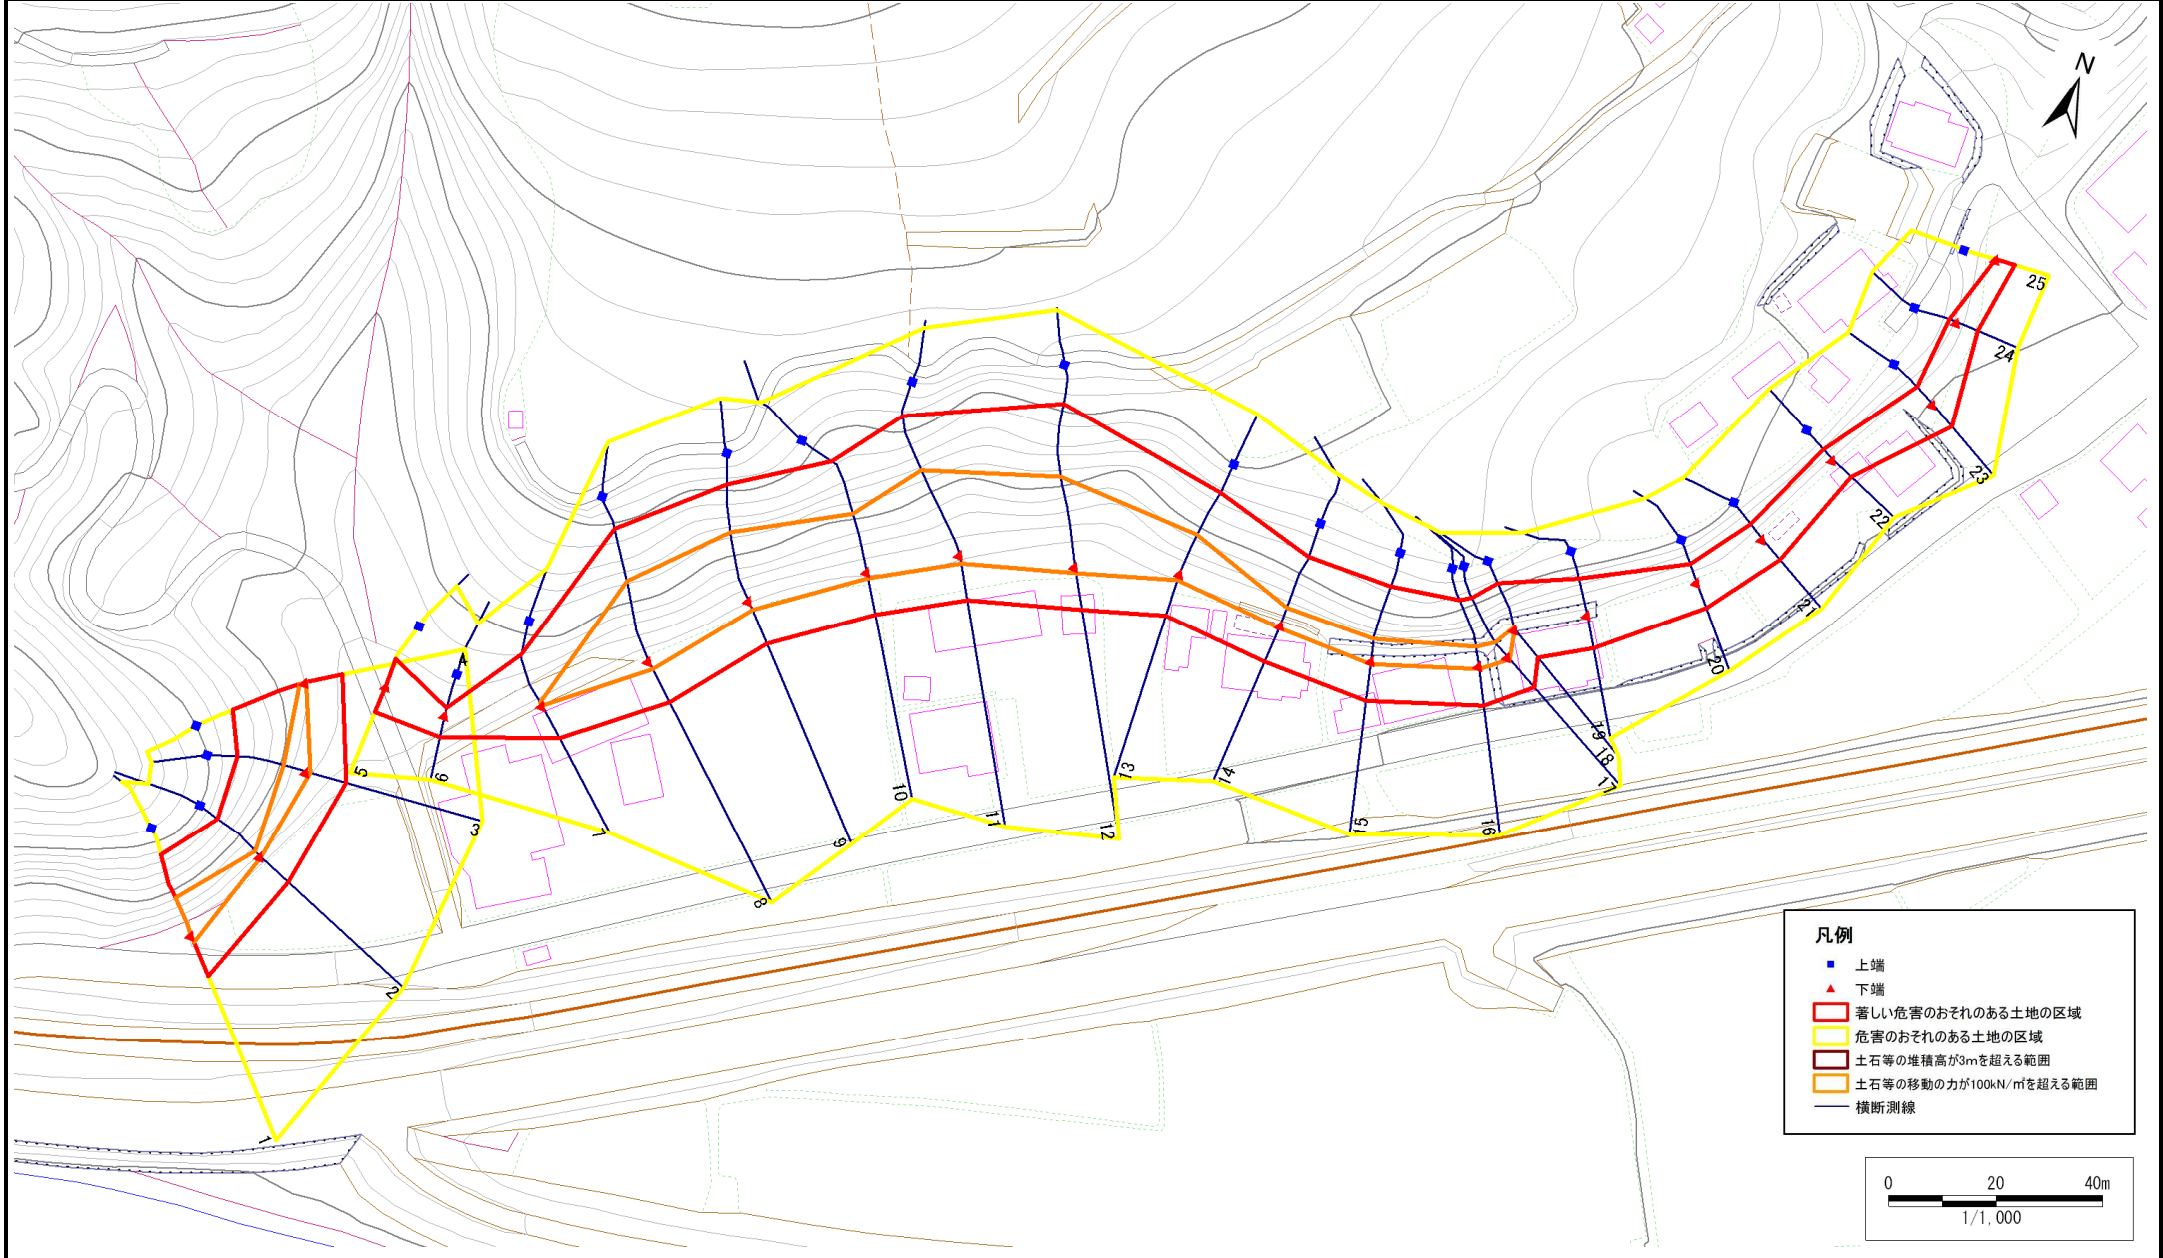 N
25
24
23
22
21
20
19
18
17
16
15
14
13
12
11
10
9
8
7
6
5
4
3
2
1
凡例
上端
下端
著しい危害のおそれのある土地の区域
危害のおそれのある土地の区域
土石等の堆積高が3mを超える範囲
土石等の移動の力が100kN/㎡を超える範囲
横断測線
0 20 40m
1/1,000